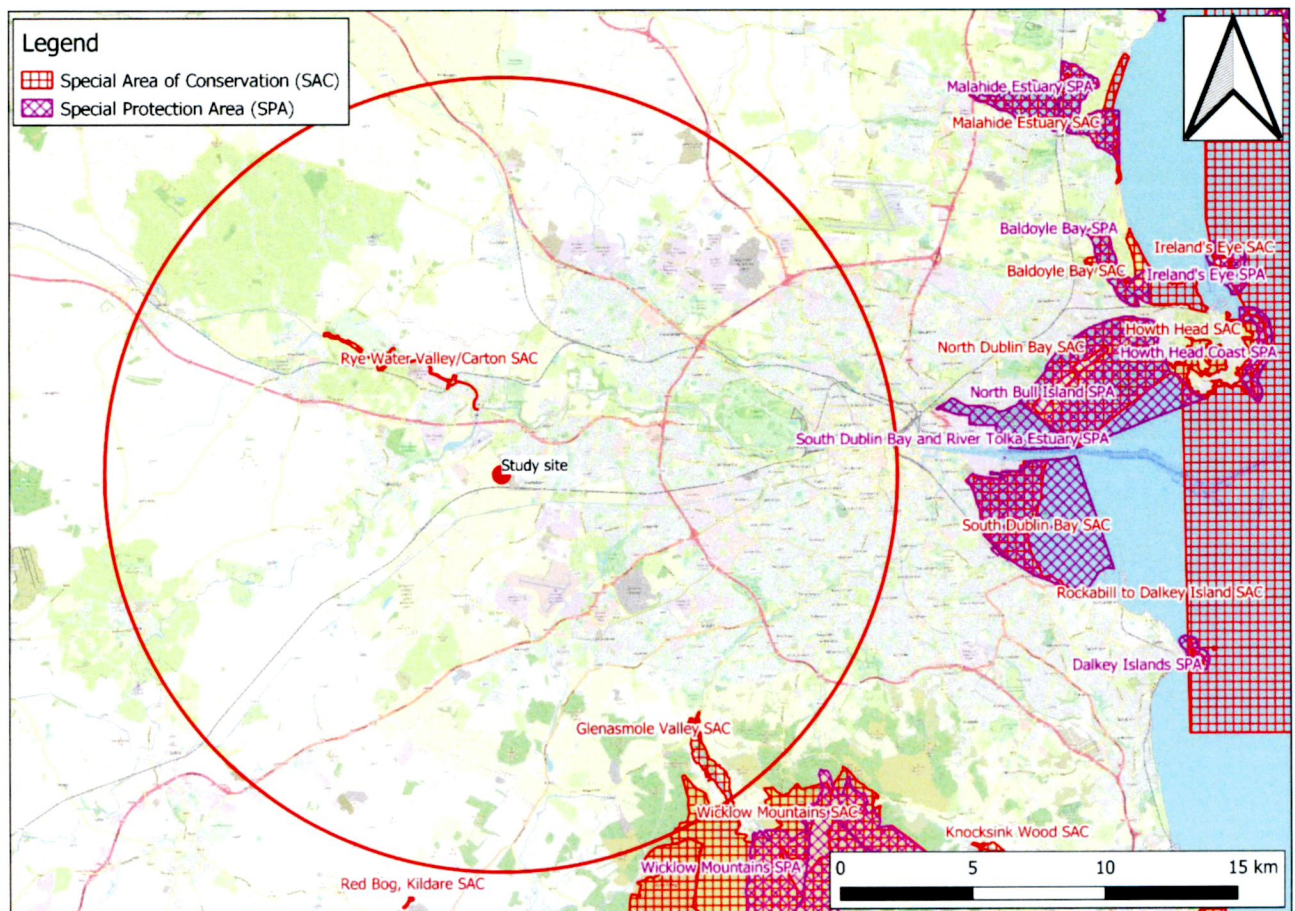 Legend
Special Area of Conservation (SAC)
Special Protection Area (SPA)
Malahide Estuary SPA
Malahide Estuary SAC
Baldoyle Bay SPA
Ireland's Eye SAC
Baldoyle Bay SAC
Ireland's Eye SPA
Howth Head SAC
North Dublin Bay SAC
Howth Head Coast SPA
Rye Water Valley/Carton SAC
North Bull Island SPA
South Dublin Bay and River Tolka Estuary SPA
Study site
South Dublin Bay SAC
Rockabill to Dalkey Island SAC
Dalkey Islands SPA
Glenasmole Valley SAC
Wicklow Mountains SAC
Knocksink Wood SAC
Wicklow Mountains SPA
Red Bog, Kildare SAC
0 5 10 15 km